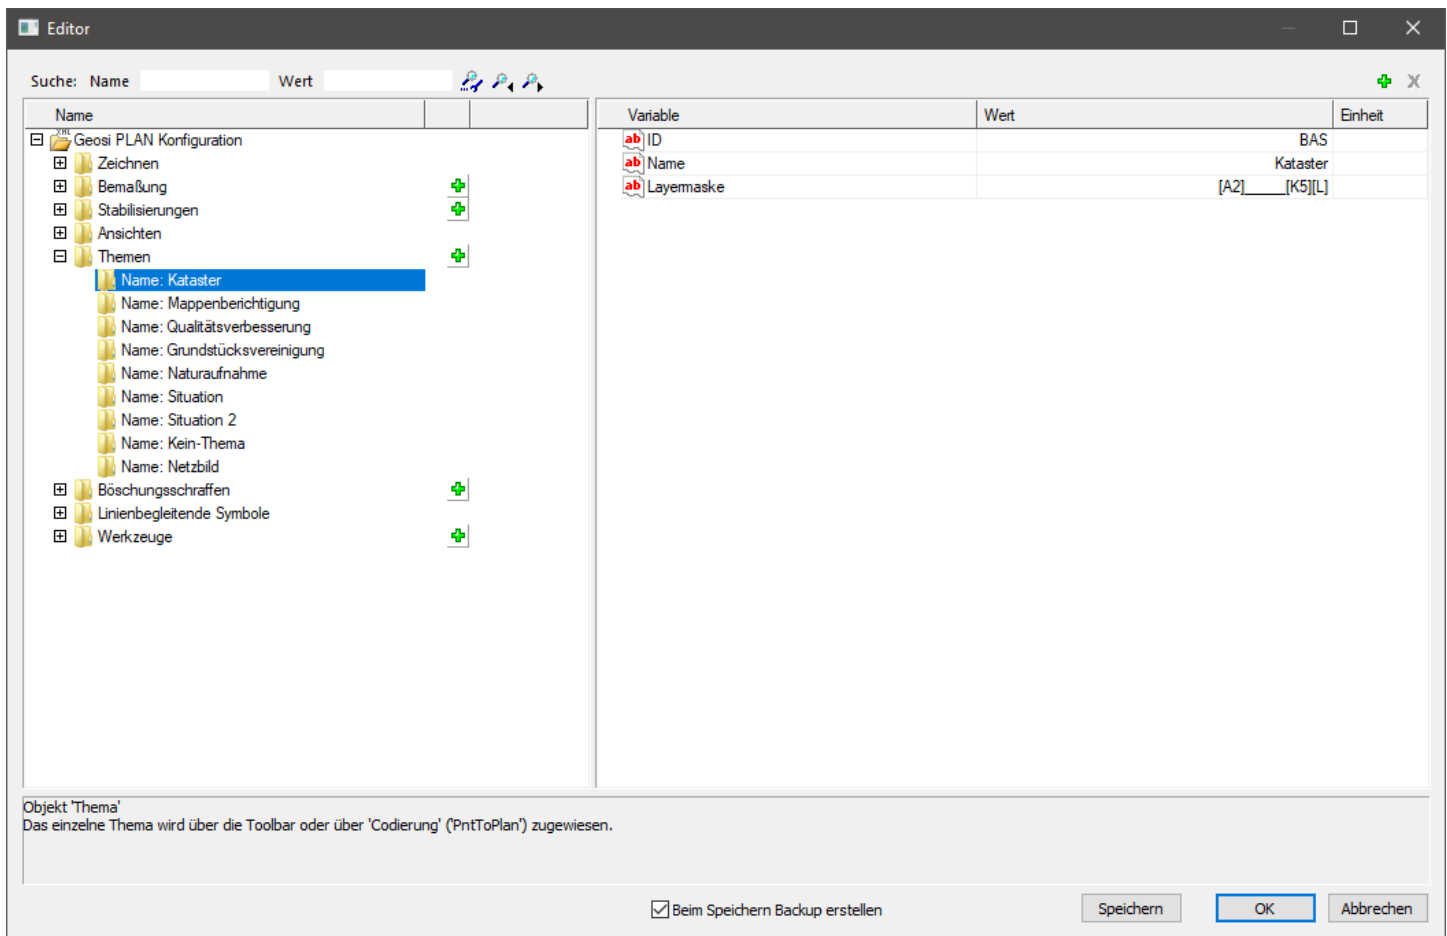 Editor
Suche: Name Wert
Name
Variable Wert Einheit
XML Geosi PLAN Konfiguration
ab ID BAS
Zeichnen
ab Name Kataster
Bemaßung
ab Layermaske [A2]_____[K5][L]
Stabilisierungen
Ansichten
Themen
Name: Kataster
Name: Mappenberichtigung
Name: Qualitätsverbesserung
Name: Grundstücksvereinigung
Name: Naturaufnahme
Name: Situation
Name: Situation 2
Name: Kein-Thema
Name: Netzbild
Böschungsschraffen
Linienbegleitende Symbole
Werkzeuge
Objekt 'Thema'
Das einzelne Thema wird über die Toolbar oder über 'Codierung' ('PntToPlan') zugewiesen.
Beim Speichern Backup erstellen Speichern OK Abbrechen